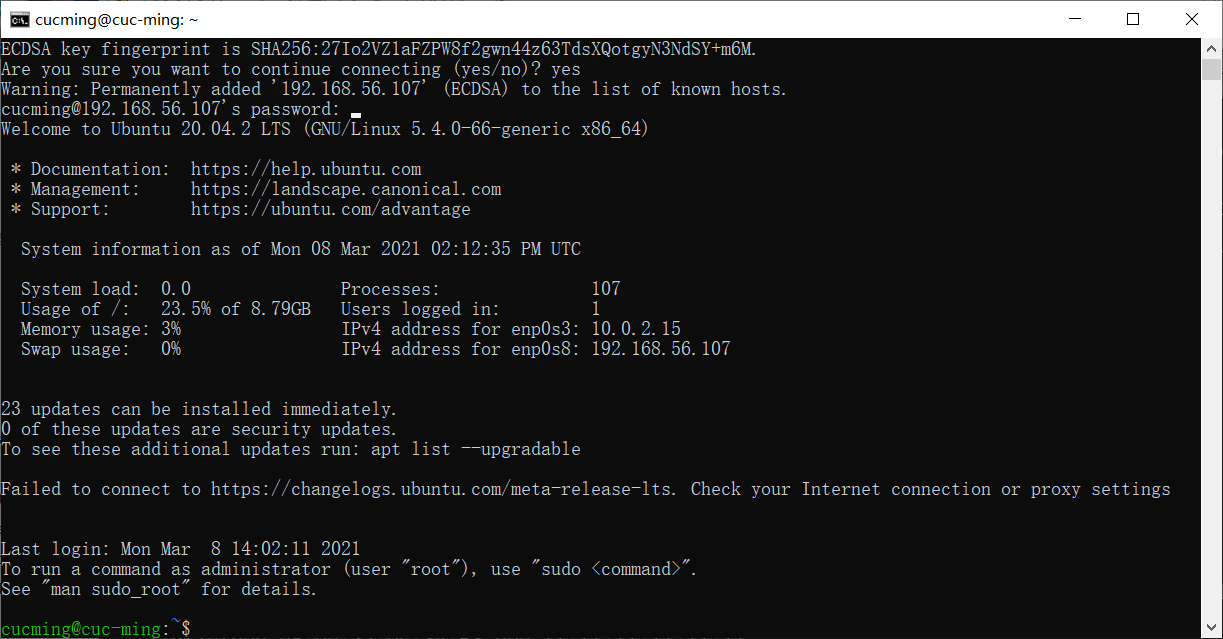 cucming@cuc-ming: ~
ECDSA key fingerprint is SHA256:27Io2VZlaFZPW8f2gwn44z63TdsXQotgyN3NdSY+m6M.
Are you sure you want to continue connecting (yes/no)? yes
Warning: Permanently added '192.168.56.107' (ECDSA) to the list of known hosts.
cucming@192.168.56.107's password:
Welcome to Ubuntu 20.04.2 LTS (GNU/Linux 5.4.0-66-generic x86_64)
* Documentation:  https://help.ubuntu.com
* Management:     https://landscape.canonical.com
* Support:        https://ubuntu.com/advantage
System information as of Mon 08 Mar 2021 02:12:35 PM UTC
System load:  0.0               Processes:               107
Usage of /:   23.5% of 8.79GB   Users logged in:         1
Memory usage: 3%                IPv4 address for enp0s3: 10.0.2.15
Swap usage:   0%                IPv4 address for enp0s8: 192.168.56.107
23 updates can be installed immediately.
0 of these updates are security updates.
To see these additional updates run: apt list --upgradable
Failed to connect to https://changelogs.ubuntu.com/meta-release-lts. Check your Internet connection or proxy settings
Last login: Mon Mar  8 14:02:11 2021
To run a command as administrator (user "root"), use "sudo <command>".
See "man sudo_root" for details.
cucming@cuc-ming:~$